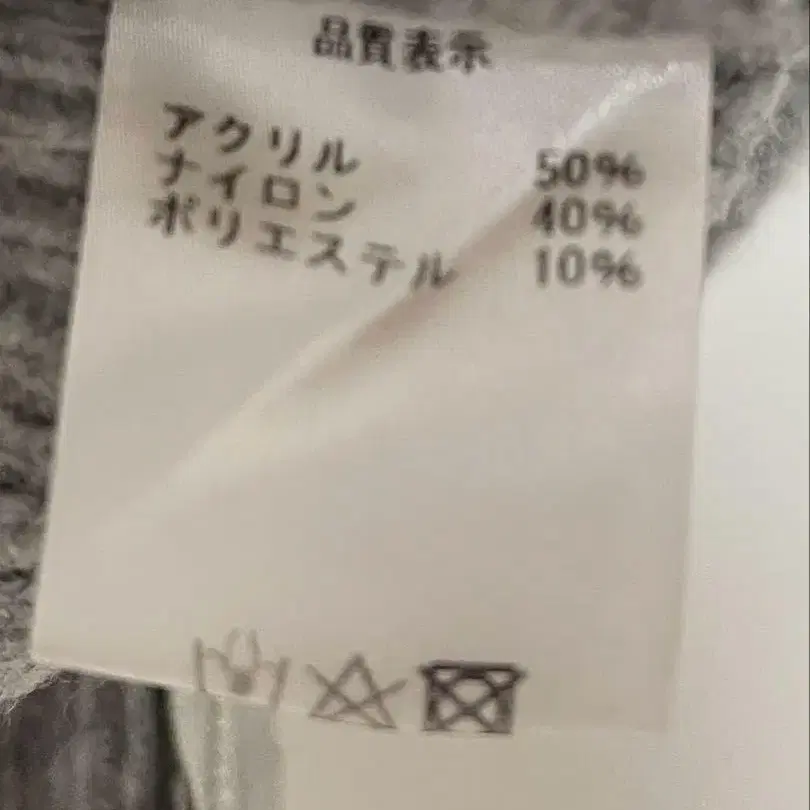 品質表示
アクリル 50%
ナイロン 40%
ポリエステル 10%